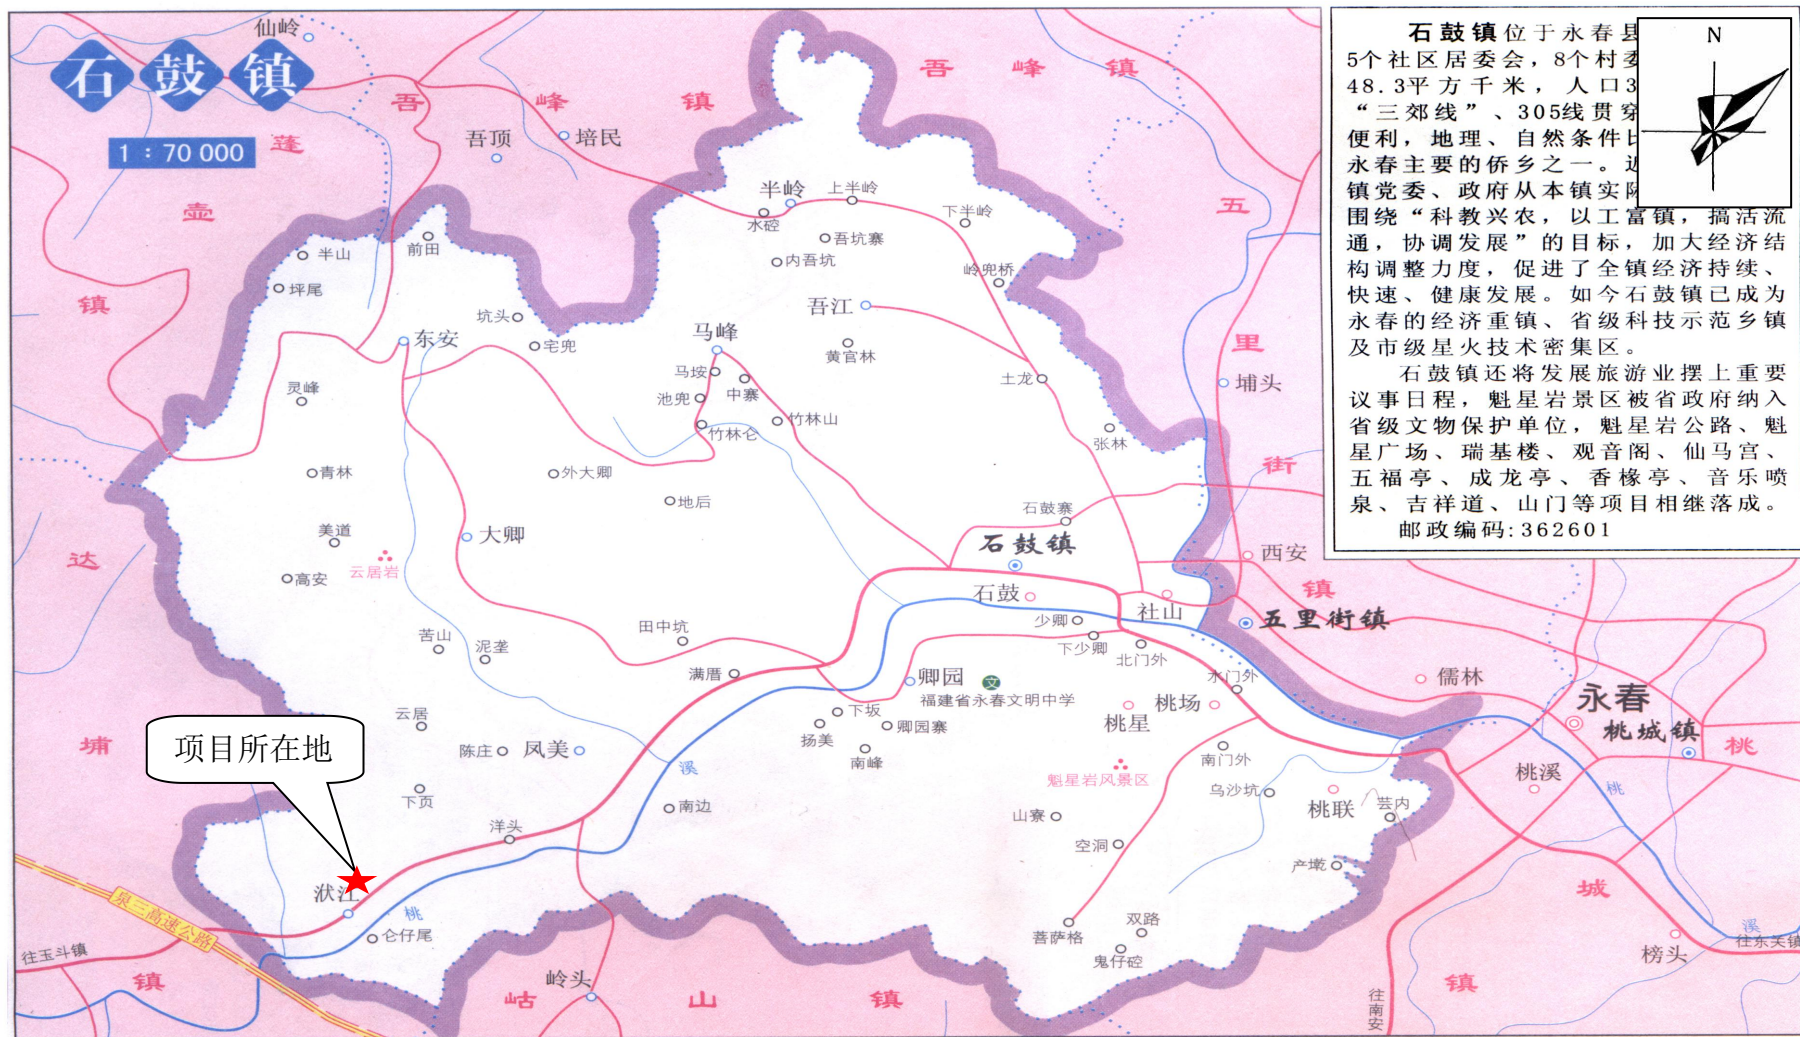 石鼓镇
1：70 000
仙岭
蓬
壶
镇
吾
峰
镇
吾
峰
镇
吾顶
培民
半岭
上半岭
水硿
下半岭
吾坑寨
内吾坑
岭兜桥
吾江
黄官林
土龙
张林
五
里
街
镇
埔头
西安
五里街镇
半山
前田
坪尾
坑头
宅兜
东安
灵峰
马峰
马垵
中寨
池兜
竹林仑
竹林山
青林
外大卿
地后
美道
大卿
云居岩
高安
石鼓寨
石鼓镇
石鼓
社山
少卿
下少卿
北门外
水门外
苦山
泥垄
田中坑
满厝
卿园
福建省永春文明中学
桃星
桃场
儒林
永春
桃城镇
桃
城
镇
云居
陈庄
凤美
下坂
扬美
卿园寨
南峰
溪
魁星岩风景区
南门外
乌沙坑
桃联
芸内
桃溪
桃
项目所在地
下页
洋头
南边
山寮
空洞
产墘
达
埔
镇
洑江
桃
仑仔尾
泉三高速公路
往玉斗镇
岭头
岵
山
镇
菩萨格
双路
鬼仔硿
榜头
溪
往东关镇
往南安
石鼓镇位于永春县
5个社区居委会，8个村委
48.3平方千米，人口3
“三郊线”、305线贯穿
便利，地理、自然条件比
永春主要的侨乡之一。近
镇党委、政府从本镇实际
围绕“科教兴农，以工富镇，搞活流
通，协调发展”的目标，加大经济结
构调整力度，促进了全镇经济持续、
快速、健康发展。如今石鼓镇已成为
永春的经济重镇、省级科技示范乡镇
及市级星火技术密集区。
石鼓镇还将发展旅游业摆上重要
议事日程，魁星岩景区被省政府纳入
省级文物保护单位，魁星岩公路、魁
星广场、瑞基楼、观音阁、仙马宫、
五福亭、成龙亭、香橼亭、音乐喷
泉、吉祥道、山门等项目相继落成。
邮政编码:362601
N